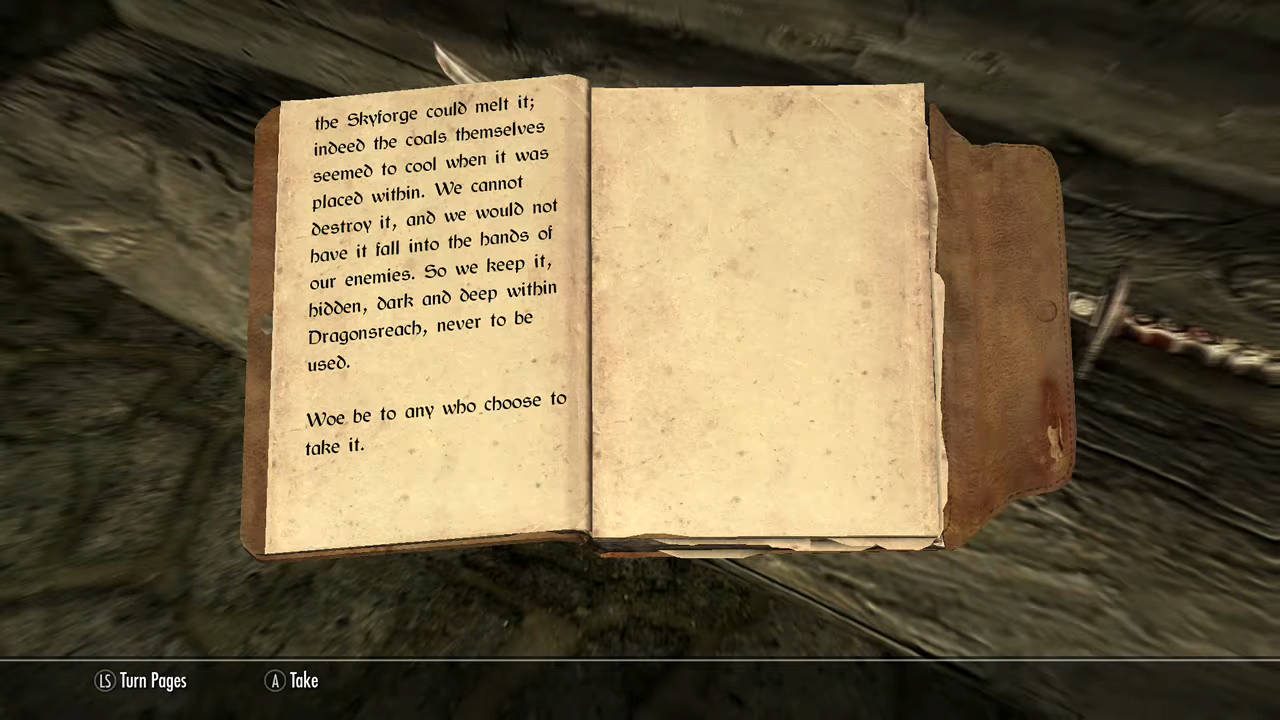 the Skyforge could melt it;
indeed the coals themselves
seemed to cool when it was
placed within. We cannot
destroy it, and we would not
have it fall into the hands of
our enemies. So we keep it,
hidden, dark and deep within
Dragonsreach, never to be
used.
Woe be to any who choose to
take it.
LS Turn Pages
A Take